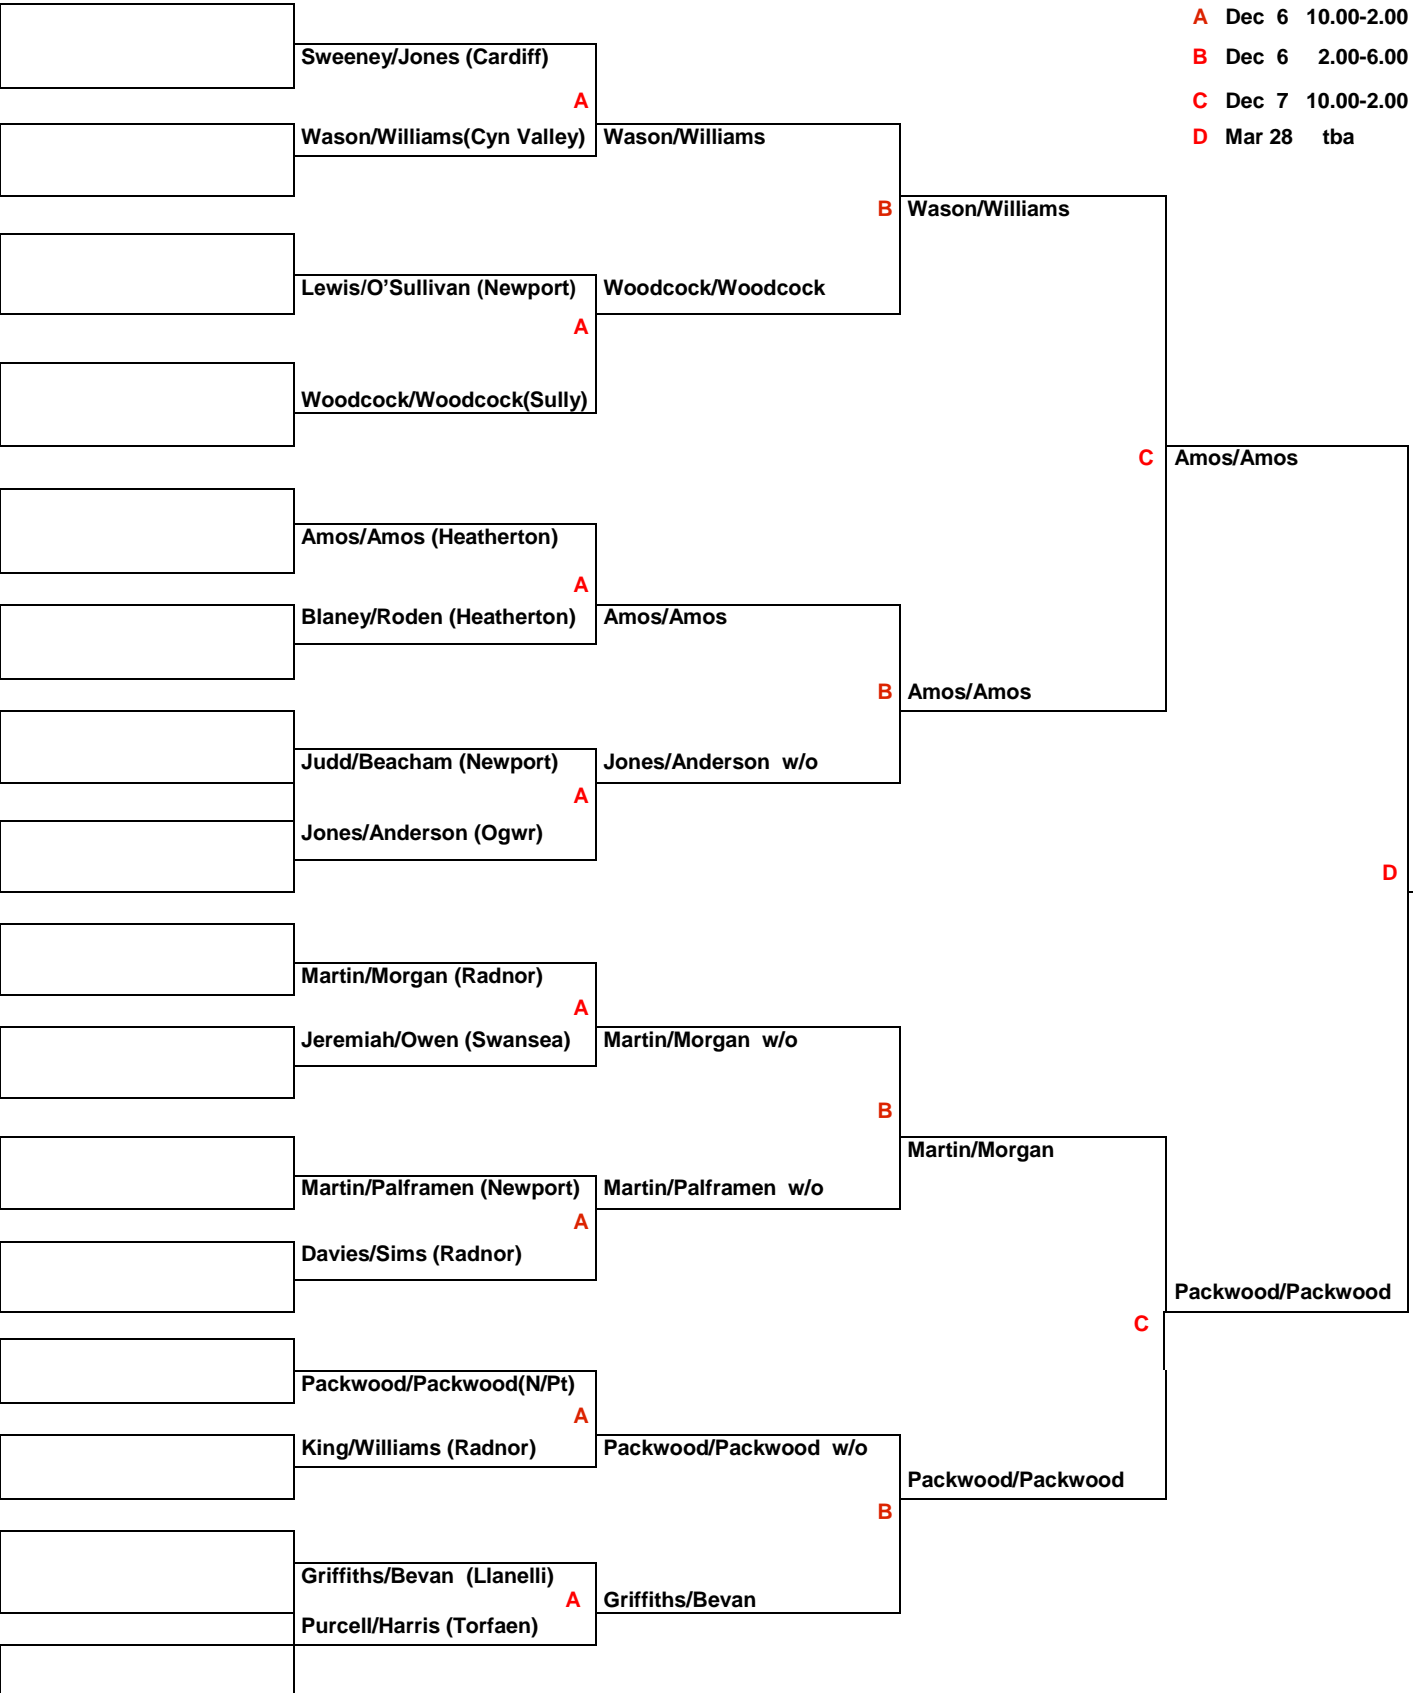 A Dec 6 10.00-2.00
Sweeney/Jones (Cardiff)
B Dec 6 2.00-6.00
A
C Dec 7 10.00-2.00
Wason/Williams(Cyn Valley) Wason/Williams
D Mar 28 tba
B Wason/Williams
Lewis/O’Sullivan (Newport) Woodcock/Woodcock
A
Woodcock/Woodcock(Sully)
C Amos/Amos
Amos/Amos (Heatherton)
A
Blaney/Roden (Heatherton) Amos/Amos
B Amos/Amos
Judd/Beacham (Newport) Jones/Anderson w/o
A
Jones/Anderson (Ogwr)
D
Martin/Morgan (Radnor)
A
Jeremiah/Owen (Swansea) Martin/Morgan w/o
B
Martin/Morgan
Martin/Palframen (Newport) Martin/Palframen w/o
A
Davies/Sims (Radnor)
Packwood/Packwood
C
Packwood/Packwood(N/Pt)
A
King/Williams (Radnor) Packwood/Packwood w/o
Packwood/Packwood
B
Griffiths/Bevan (Llanelli)
A Griffiths/Bevan
Purcell/Harris (Torfaen)